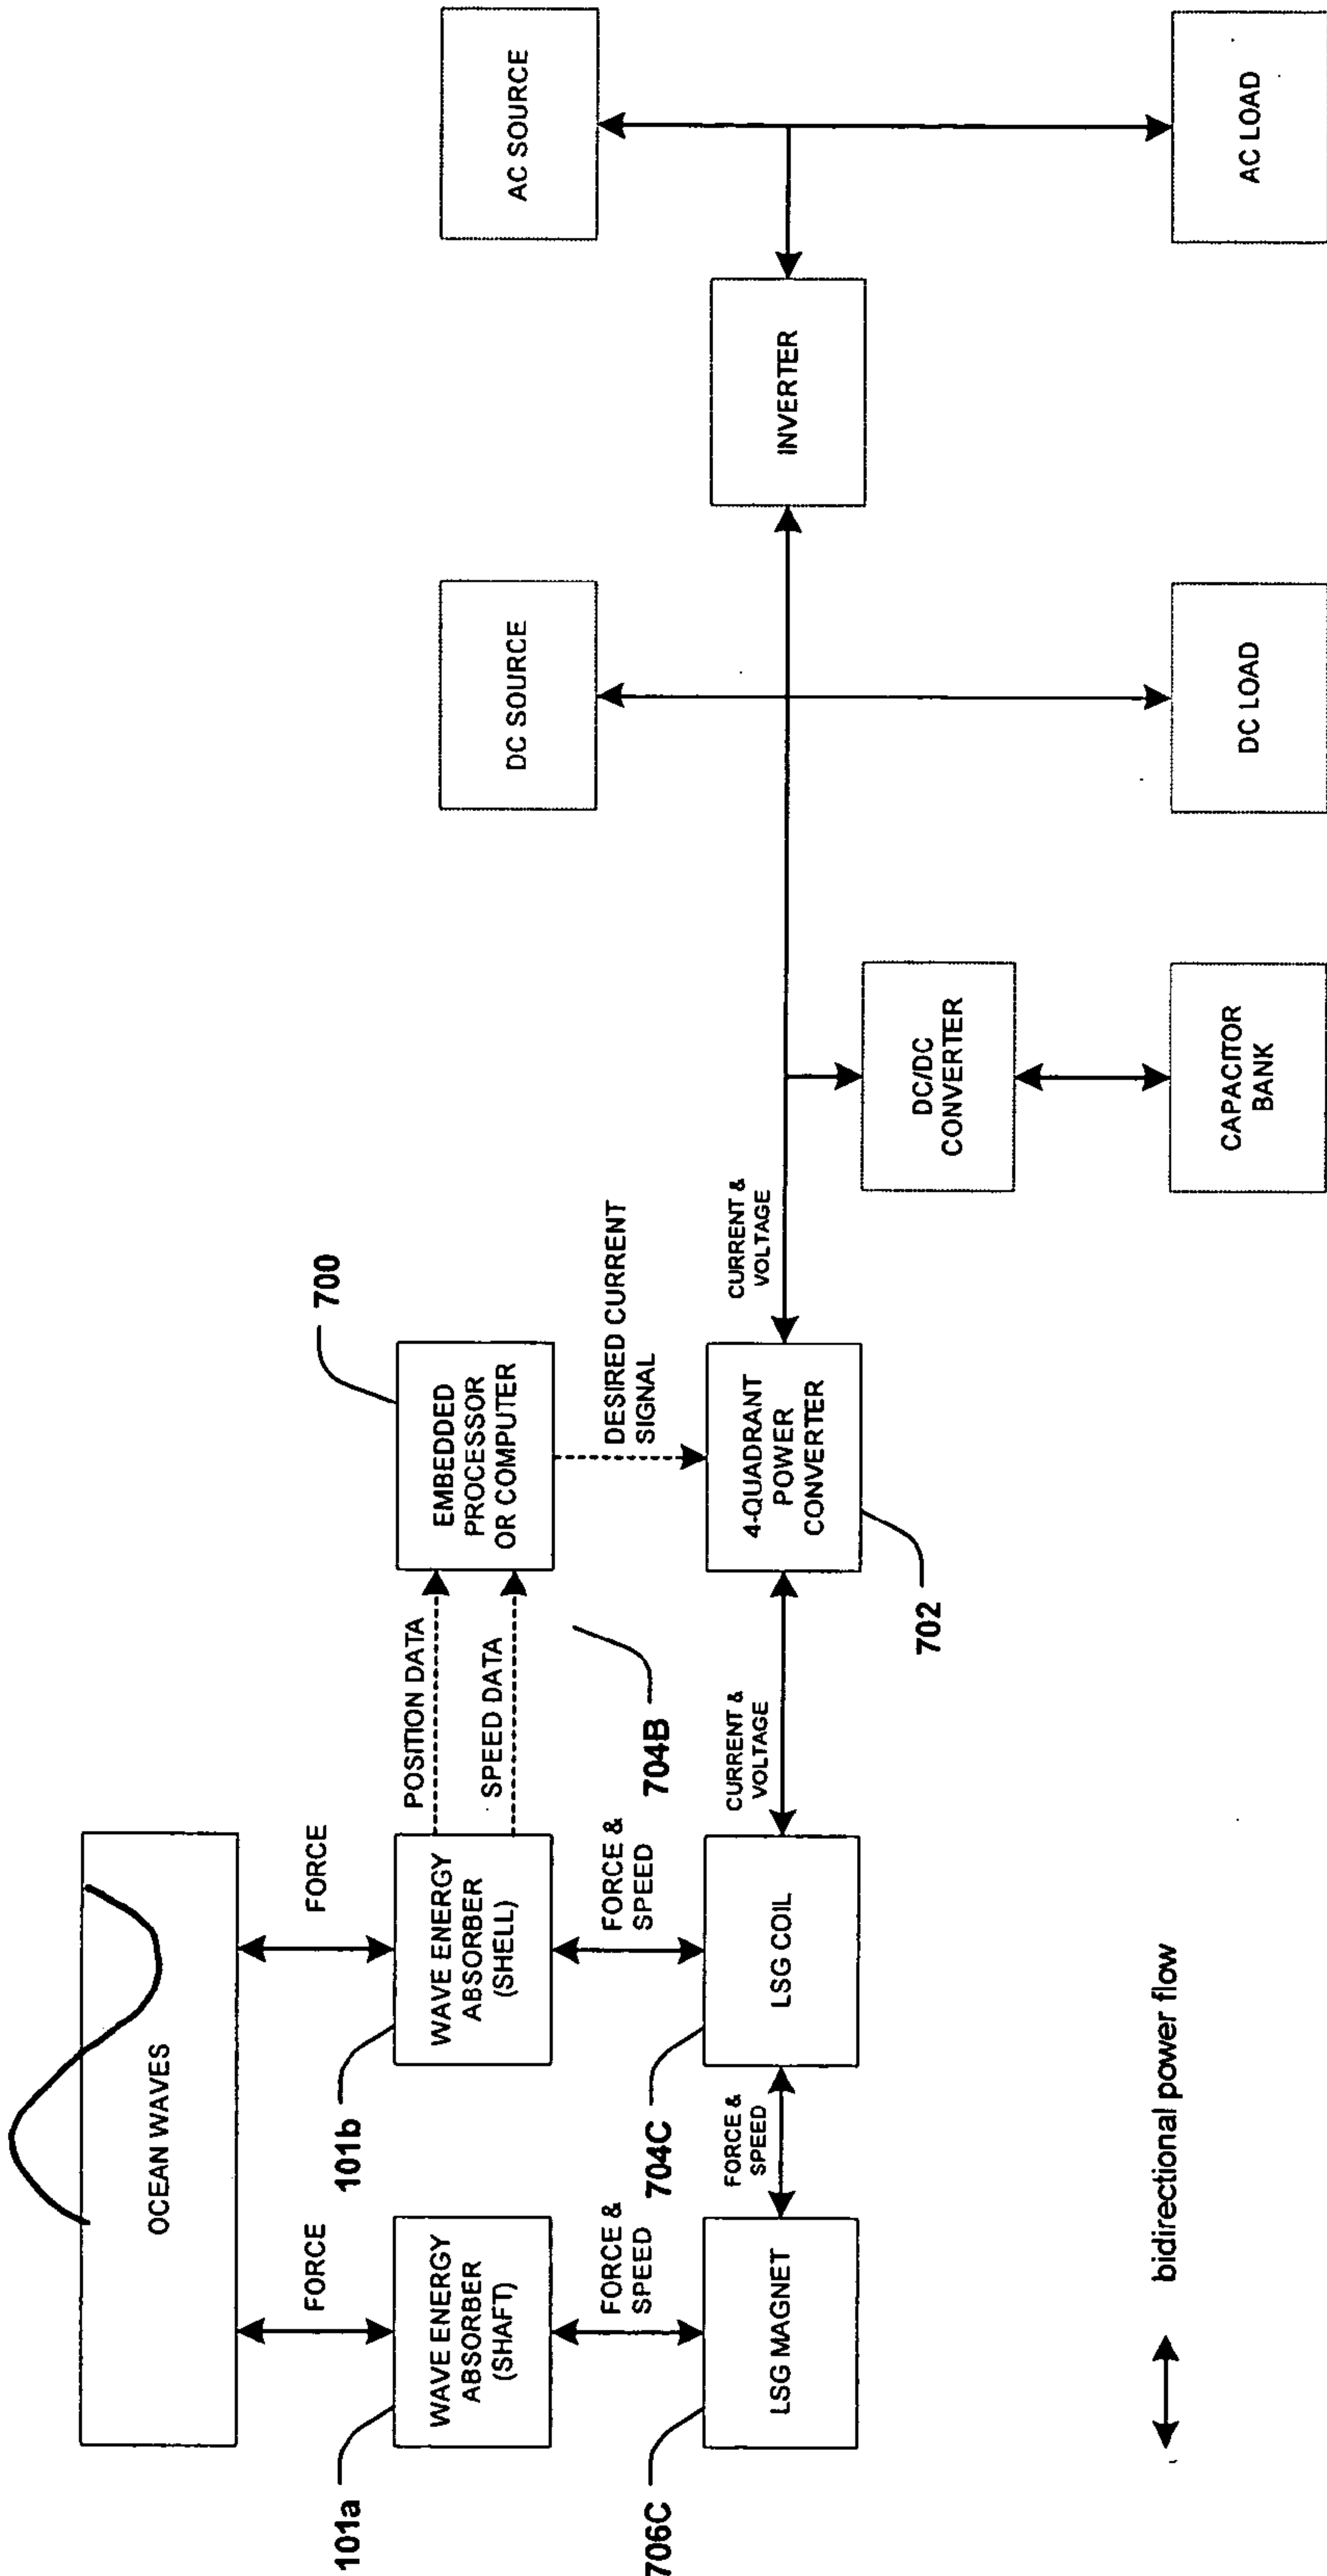 OCEAN WAVES
FORCE
FORCE
101a
WAVE ENERGY
ABSORBER
(SHAFT)
101b
WAVE ENERGY
ABSORBER
(SHELL)
POSITION DATA
SPEED DATA
700
EMBEDDED
PROCESSOR
OR COMPUTER
FORCE &
SPEED
FORCE &
SPEED
704B
DESIRED CURRENT
SIGNAL
706C
LSG MAGNET
FORCE &
SPEED
704C
LSG COIL
CURRENT &
VOLTAGE
4-QUADRANT
POWER
CONVERTER
702
CURRENT &
VOLTAGE
DC/DC
CONVERTER
CAPACITOR
BANK
DC SOURCE
DC LOAD
INVERTER
AC SOURCE
AC LOAD
bidirectional power flow